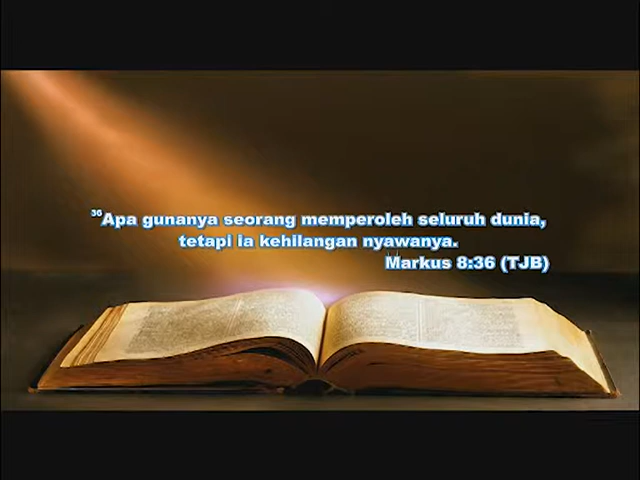 36Apa gunanya seorang memperoleh seluruh dunia,
tetapi Ia kehilangan nyawanya.
Markus 8:36 (TJB)